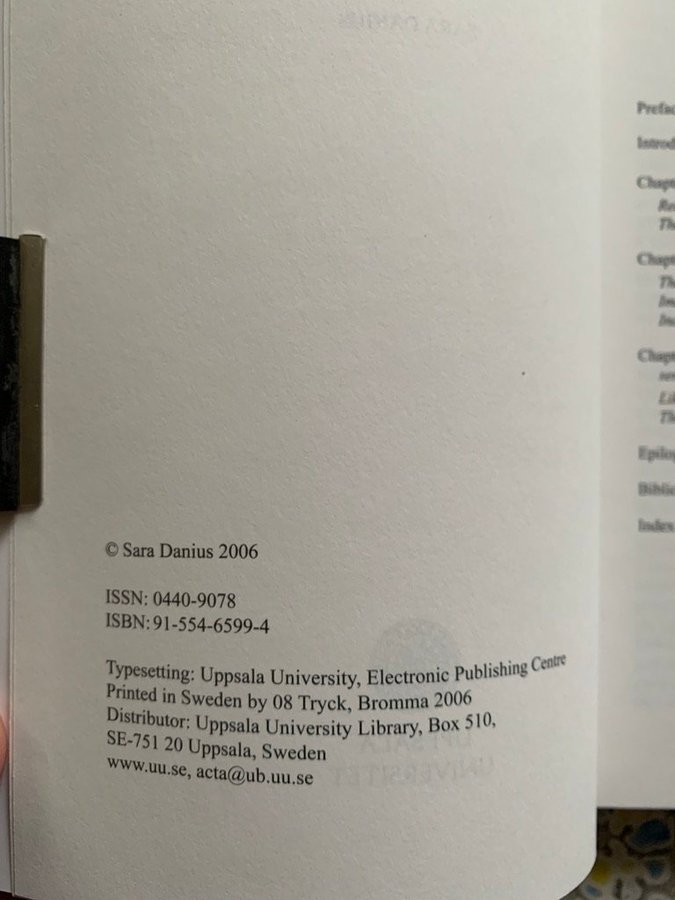 © Sara Danius 2006
ISSN: 0440-9078
ISBN: 91-554-6599-4
Typesetting: Uppsala University, Electronic Publishing Centre
Printed in Sweden by 08 Tryck, Bromma 2006
Distributor: Uppsala University Library, Box 510,
SE-751 20 Uppsala, Sweden
www.uu.se, acta@ub.uu.se
Index